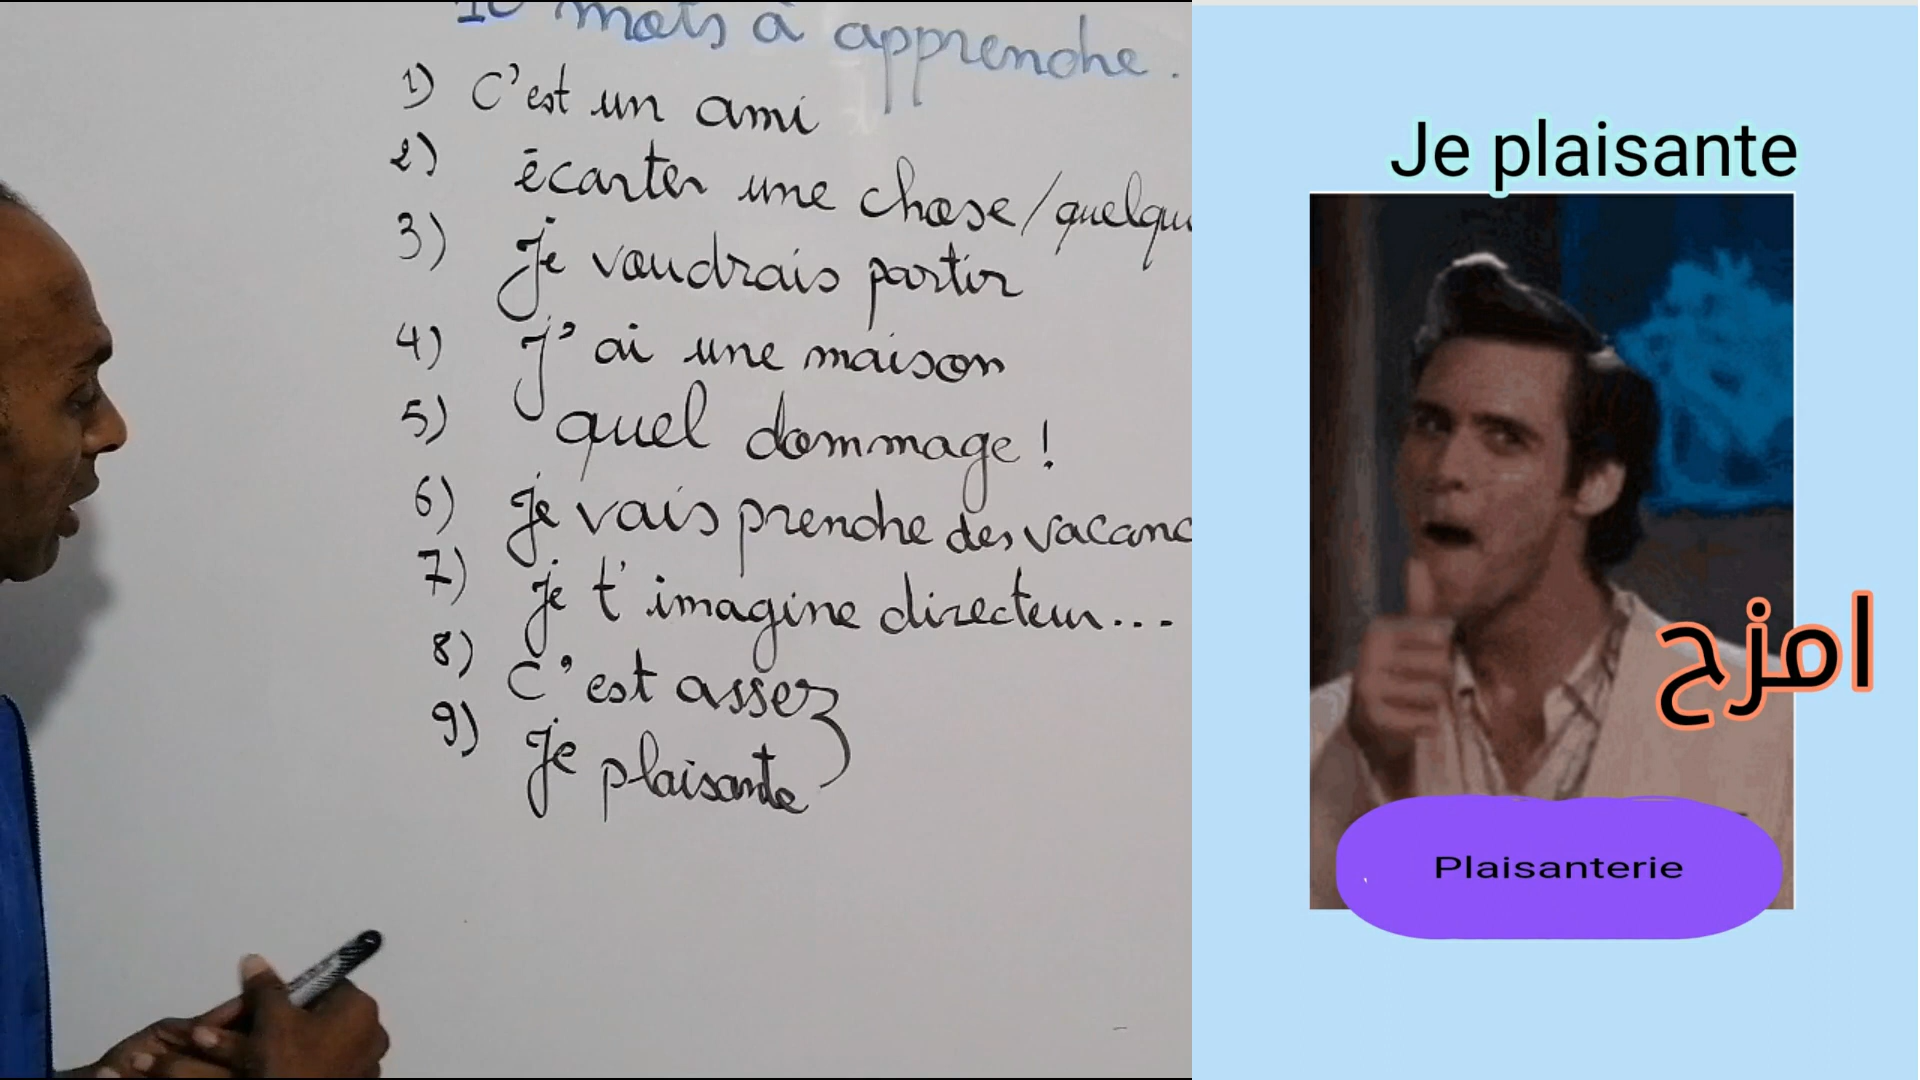 10 mots à apprendre.
1) C'est un ami
2) écarter une chose/quelqu
3) Je voudrais partir
4) J'ai une maison
5) quel dommage !
6) Je vais prendre des vacanc
7) Je t'imagine directeur...
8) C'est assez
9) Je plaisante
Je plaisante
امزح
Plaisanterie